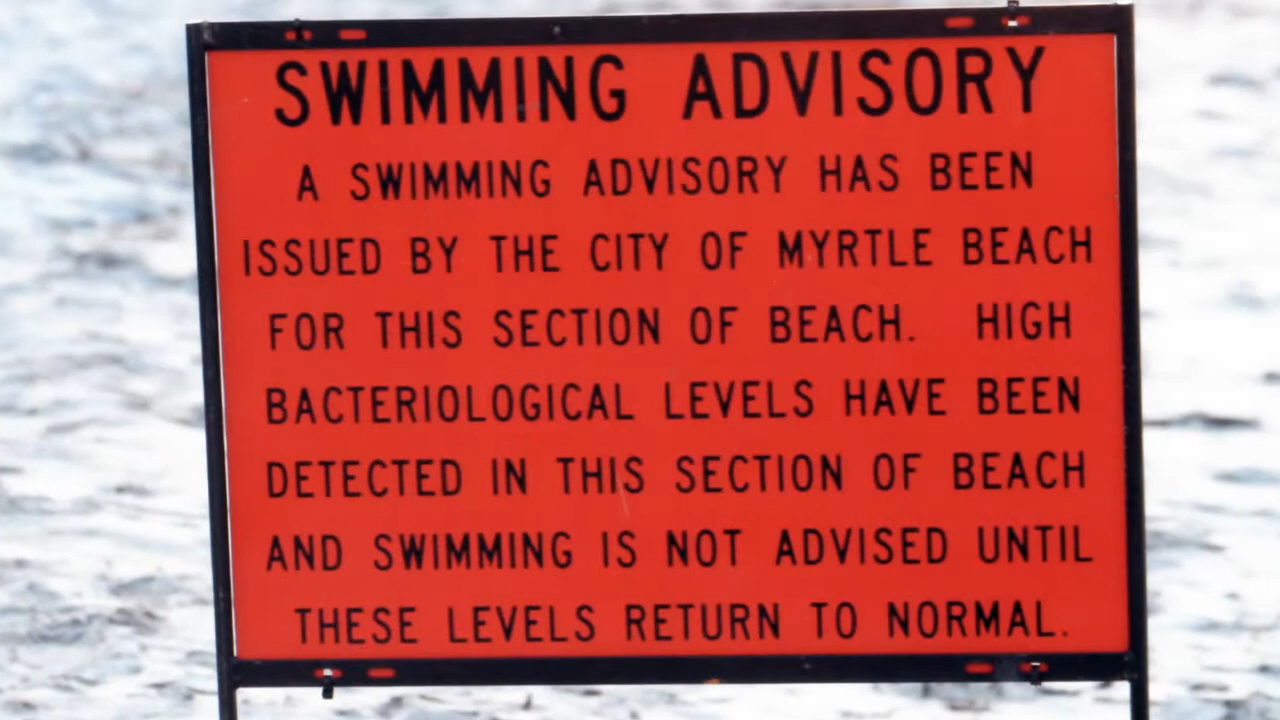 SWIMMING ADVISORY
A SWIMMING ADVISORY HAS BEEN
ISSUED BY THE CITY OF MYRTLE BEACH
FOR THIS SECTION OF BEACH. HIGH
BACTERIOLOGICAL LEVELS HAVE BEEN
DETECTED IN THIS SECTION OF BEACH
AND SWIMMING IS NOT ADVISED UNTIL
THESE LEVELS RETURN TO NORMAL.